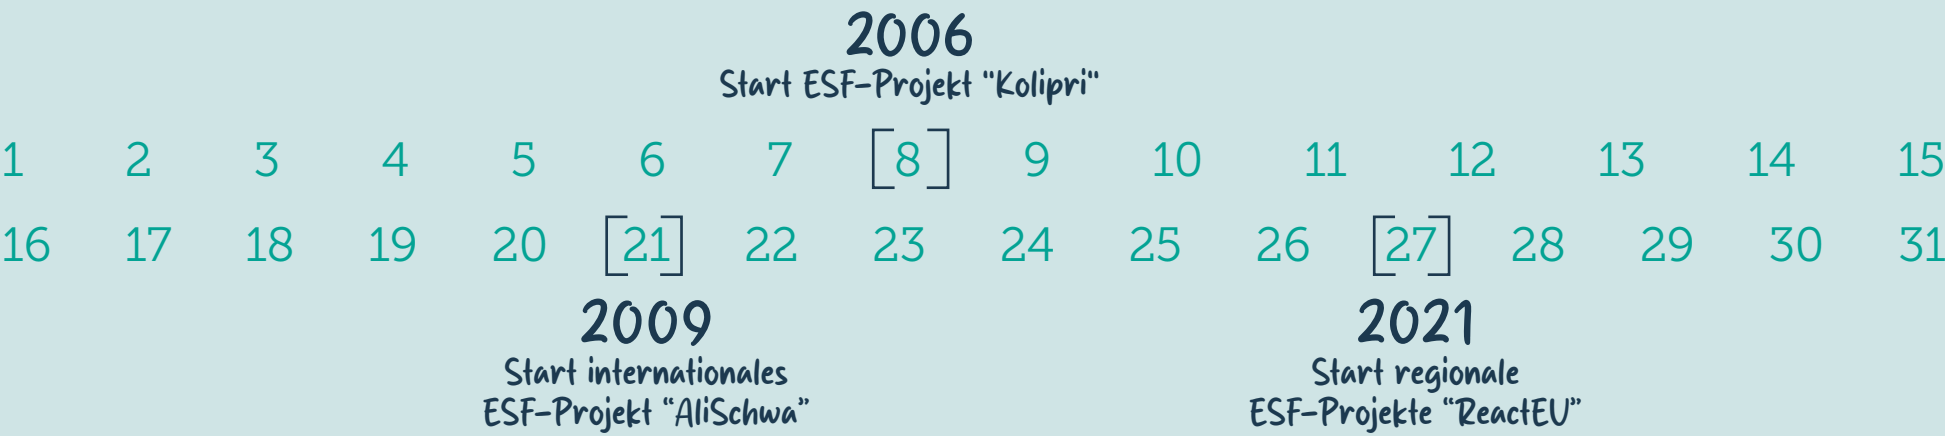 2006
Start ESF-Projekt "Kolipri"
1 2 3 4 5 6 7 [8] 9 10 11 12 13 14 15
16 17 18 19 20 [21] 22 23 24 25 26 [27] 28 29 30 31
2009
Start internationales
ESF-Projekt “AliSchwa”
2021
Start regionale
ESF-Projekte “ReactEU”